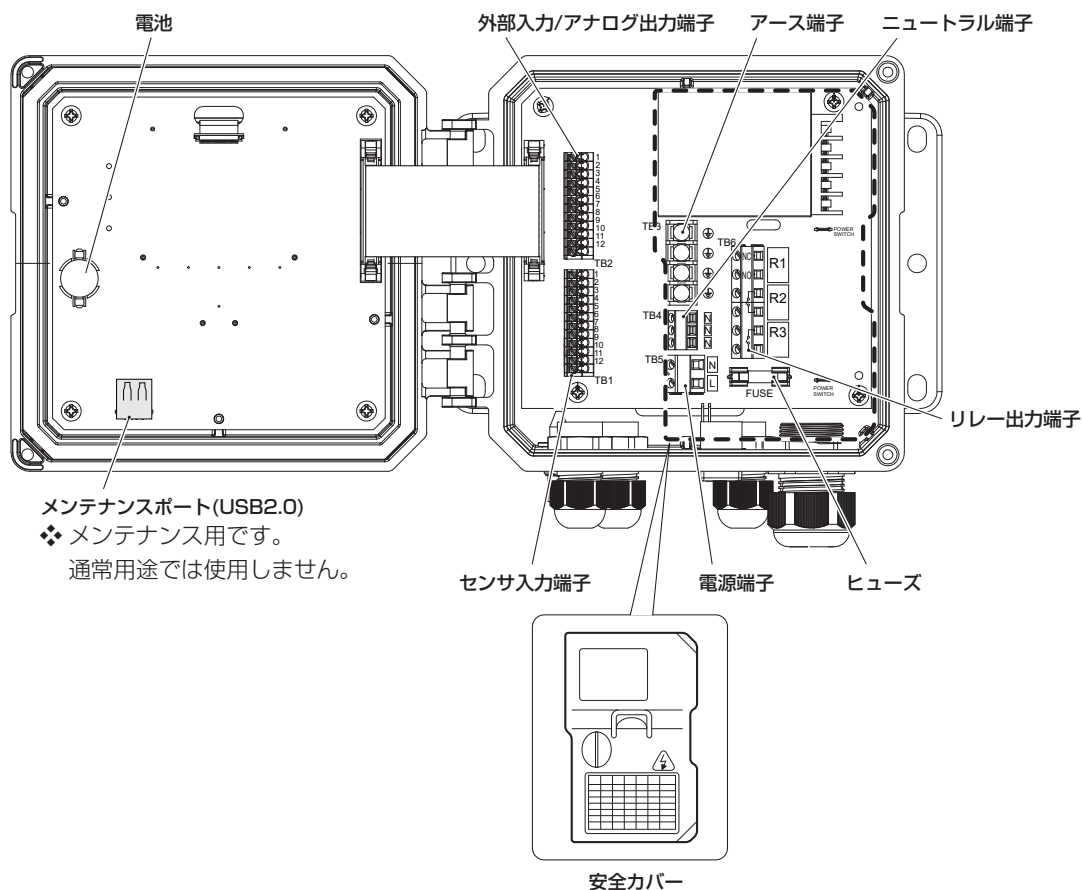 電池
外部入力/アナログ出力端子
アース端子
ニュートラル端子
1
2
3
4
5
6
7
8
9
10
11
12
TB2
1
2
3
4
5
6
7
8
9
10
11
12
TB1
TB3
TB6
POWER
SWITCH
NC
NO
R1
R2
R3
TB4
N
N
N
TB5
N
L
FUSE
POWER
SWITCH
リレー出力端子
メンテナンスポート(USB2.0)
❖ メンテナンス用です。
通常用途では使用しません。
センサ入力端子
電源端子
ヒューズ
安全カバー